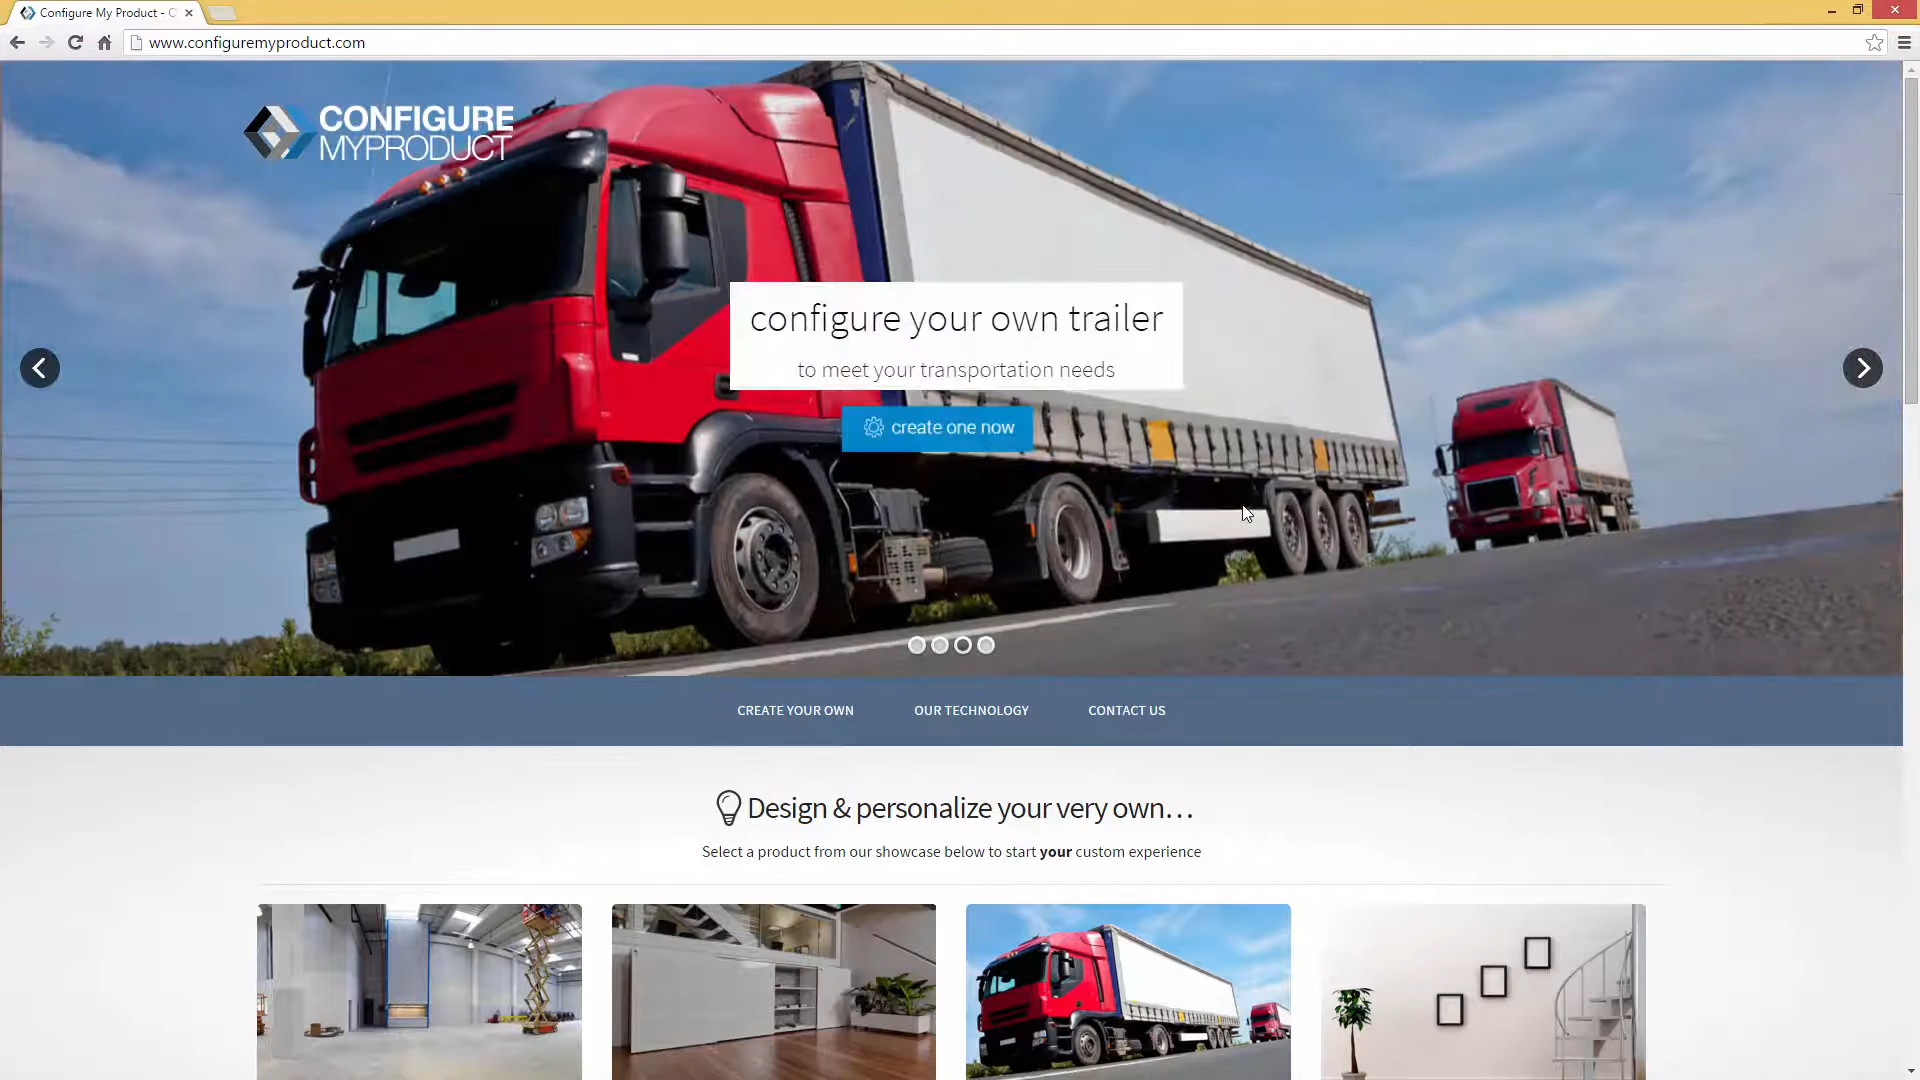 Configure My Product - C
www.configuremyproduct.com
CONFIGURE
MYPRODUCT
configure your own trailer
to meet your transportation needs
create one now
CREATE YOUR OWN
OUR TECHNOLOGY
CONTACT US
Design & personalize your very own...
Select a product from our showcase below to start your custom experience